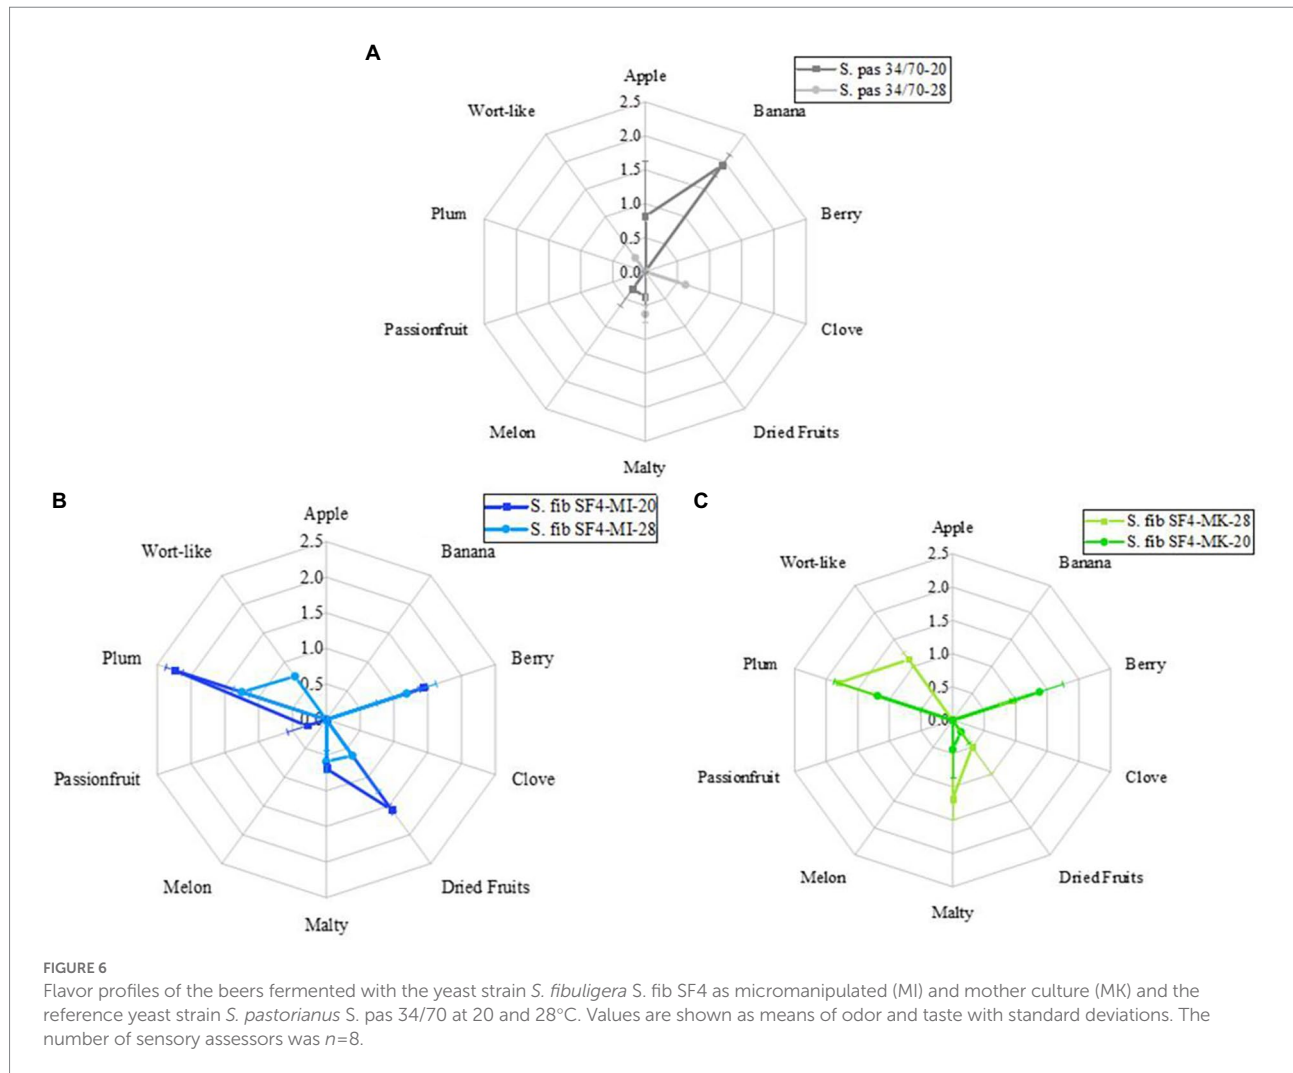 A
S. pas 34/70-20
S. pas 34/70-28
Apple
Wort-like
Banana
2.5
2.0
1.5
1.0
0.5
0.0
Plum
Berry
Passionfruit
Clove
Melon
Dried Fruits
Malty
B
S. fib SF4-MI-20
S. fib SF4-MI-28
Apple
Wort-like
Banana
2.5
2.0
1.5
1.0
0.5
0.0
Plum
Berry
Passionfruit
Clove
Melon
Dried Fruits
Malty
C
S. fib SF4-MK-28
S. fib SF4-MK-20
Apple
Wort-like
Banana
2.5
2.0
1.5
1.0
0.5
0.0
Plum
Berry
Passionfruit
Clove
Melon
Dried Fruits
Malty
FIGURE 6
Flavor profiles of the beers fermented with the yeast strain S. fibuligera S. fib SF4 as micromanipulated (MI) and mother culture (MK) and the
reference yeast strain S. pastorianus S. pas 34/70 at 20 and 28°C. Values are shown as means of odor and taste with standard deviations. The
number of sensory assessors was n=8.